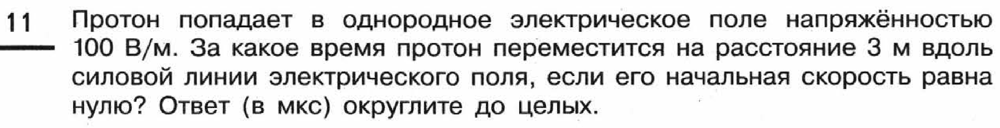 11 Протон попадает в однородное электрическое поле напряжённостью
100 В/м. За какое время протон переместится на расстояние 3 м вдоль
силовой линии электрического поля, если его начальная скорость равна
нулю? Ответ (в мкс) округлите до целых.